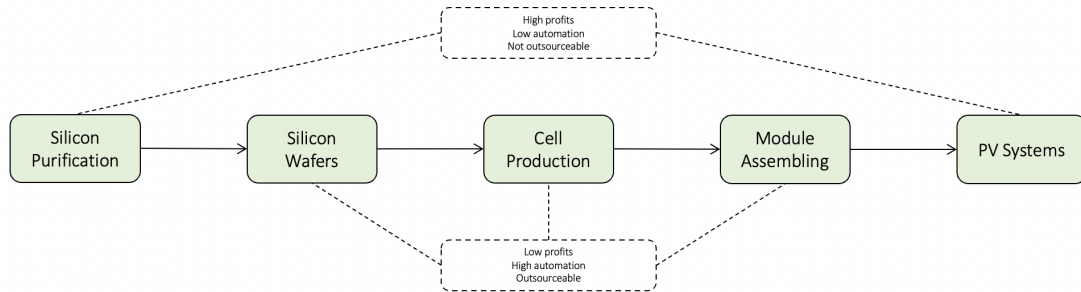 High profits
Low automation
Not outsourceable
Silicon
Purification
Silicon
Wafers
Cell
Production
Module
Assembling
PV Systems
Low profits
High automation
Outsourceable